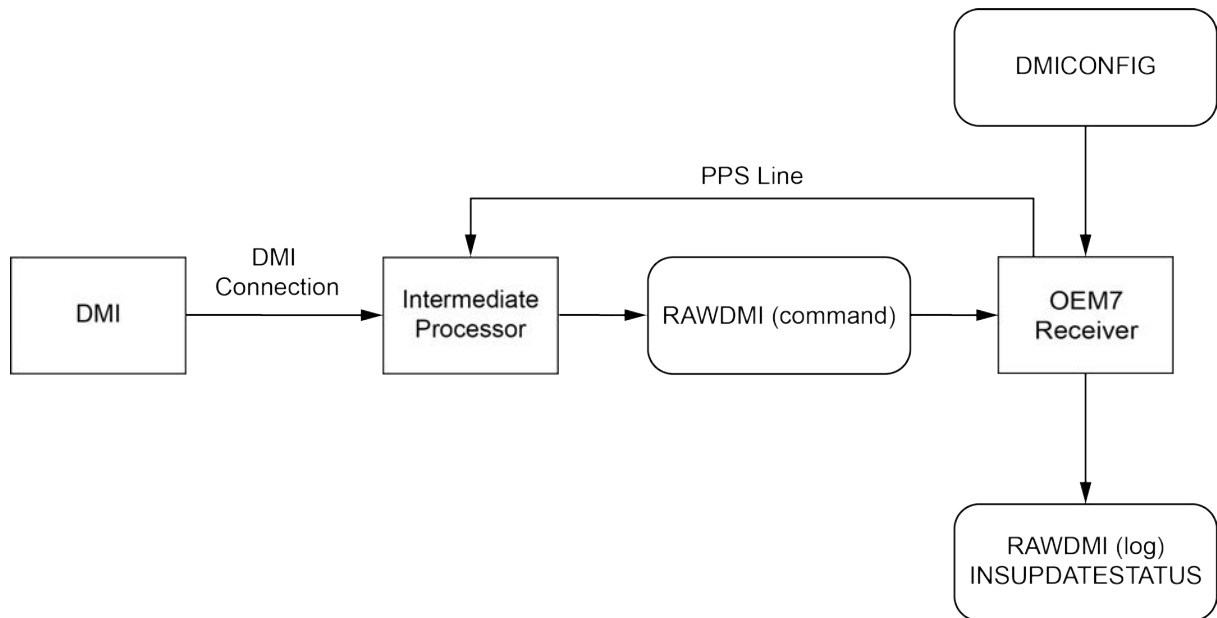 DMICONFIG
PPS Line
DMI
Connection
DMI
Intermediate
Processor
RAWDMI (command)
OEM7
Receiver
RAWDMI (log)
INSUPDATESTATUS